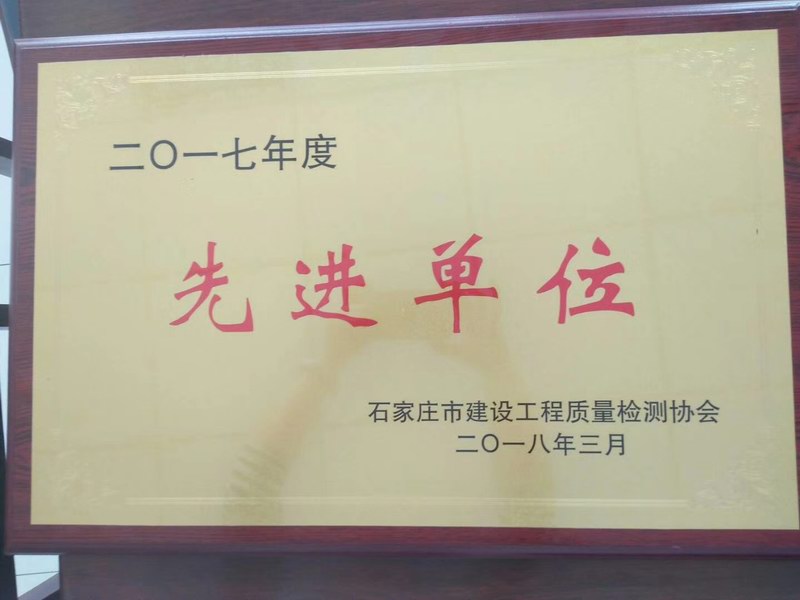 二〇一七年度
先进单位
石家庄市建设工程质量检测协会
二〇一八年三月